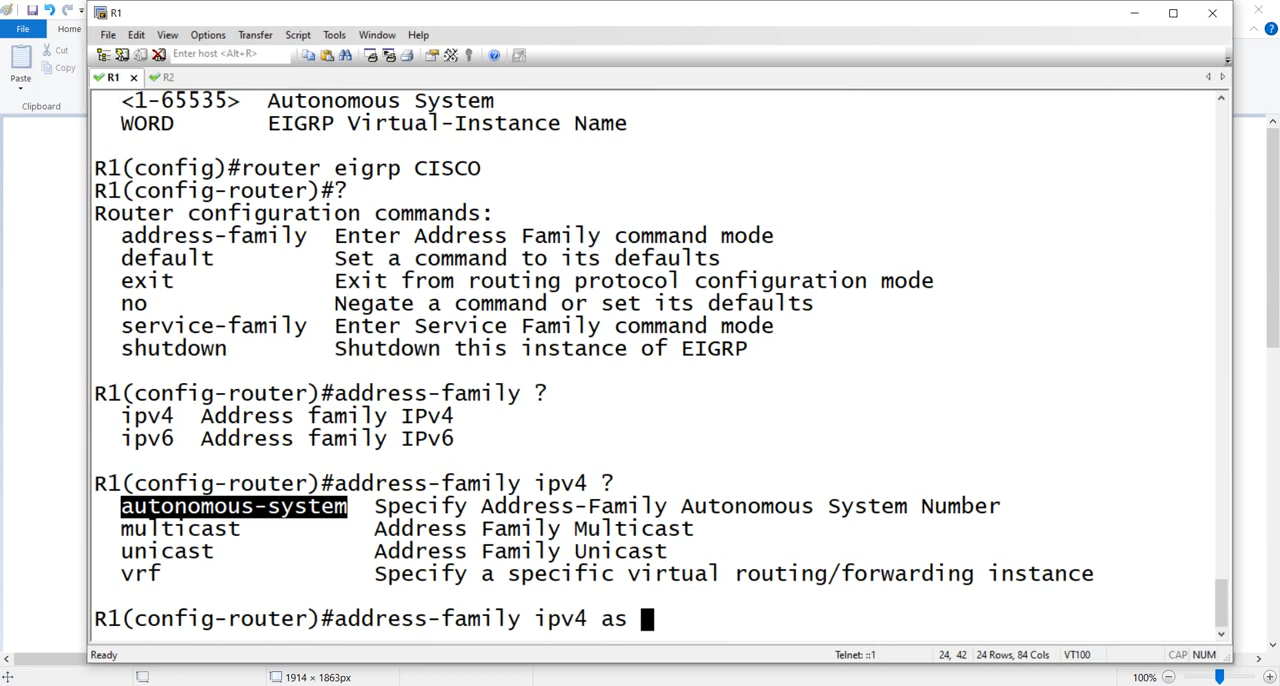 R1
File Home
Cut
Copy
Paste
Clipboard
File Edit View Options Transfer Script Tools Window Help
Enter host <Alt+R>
R1 R2
<1-65535>  Autonomous System
WORD       EIGRP Virtual-Instance Name
R1(config)#router eigrp CISCO
R1(config-router)#?
Router configuration commands:
address-family  Enter Address Family command mode
default         Set a command to its defaults
exit            Exit from routing protocol configuration mode
no              Negate a command or set its defaults
service-family  Enter Service Family command mode
shutdown        Shutdown this instance of EIGRP
R1(config-router)#address-family ?
ipv4  Address family IPv4
ipv6  Address family IPv6
R1(config-router)#address-family ipv4 ?
autonomous-system  Specify Address-Family Autonomous System Number
multicast          Address Family Multicast
unicast            Address Family Unicast
vrf                Specify a specific virtual routing/forwarding instance
R1(config-router)#address-family ipv4 as
Ready Telnet: ::1 24, 42 24 Rows, 84 Cols VT100 CAP NUM
1914 × 1863px 100%